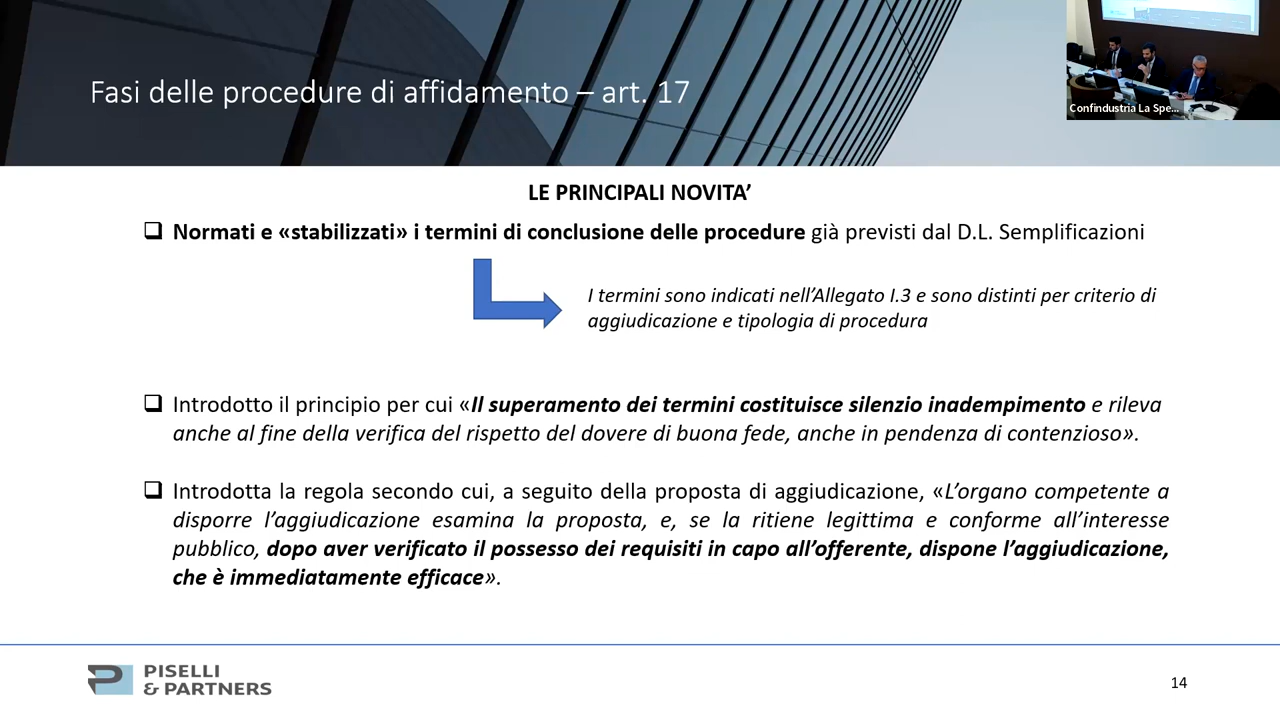 Fasi delle procedure di affidamento – art. 17
Confindustria La Spe...
LE PRINCIPALI NOVITA’
Normati e «stabilizzati» i termini di conclusione delle procedure già previsti dal D.L. Semplificazioni
I termini sono indicati nell’Allegato I.3 e sono distinti per criterio di
aggiudicazione e tipologia di procedura
Introdotto il principio per cui «Il superamento dei termini costituisce silenzio inadempimento e rileva
anche al fine della verifica del rispetto del dovere di buona fede, anche in pendenza di contenzioso».
Introdotta la regola secondo cui, a seguito della proposta di aggiudicazione, «L’organo competente a
disporre l’aggiudicazione esamina la proposta, e, se la ritiene legittima e conforme all’interesse
pubblico, dopo aver verificato il possesso dei requisiti in capo all’offerente, dispone l’aggiudicazione,
che è immediatamente efficace».
PISELLI
& PARTNERS
14